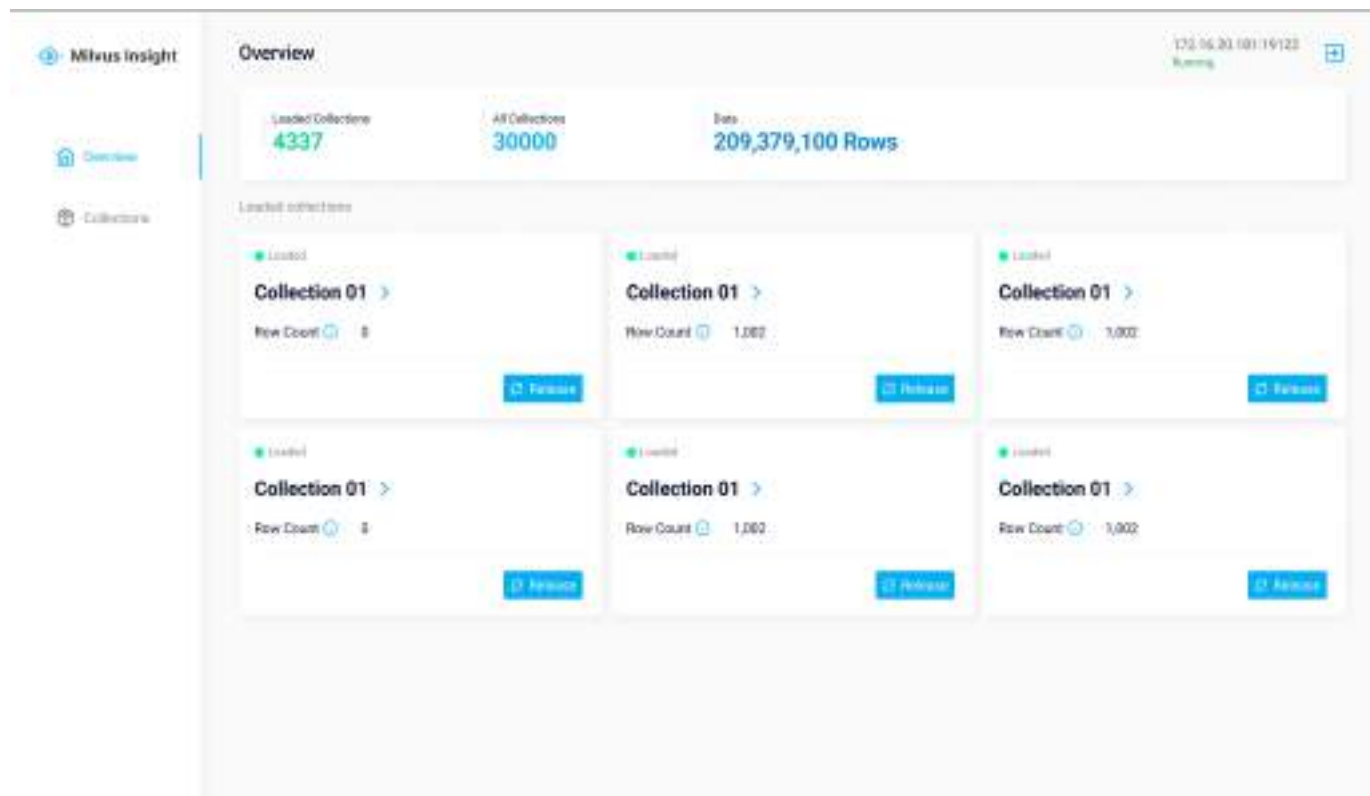 Milvus Insight
Overview
Running
Overview
Collections
Loaded Collections
4337
All Collections
30000
Data
209,379,100 Rows
Loaded collections
Loaded
Collection 01 >
Row Count
Loaded
Collection 01 >
Row Count 1,002
Loaded
Collection 01 >
Row Count 1,002
Release
Release
Release
Loaded
Collection 01 >
Row Count
Loaded
Collection 01 >
Row Count 1,002
Loaded
Collection 01 >
Row Count 1,002
Release
Release
Release